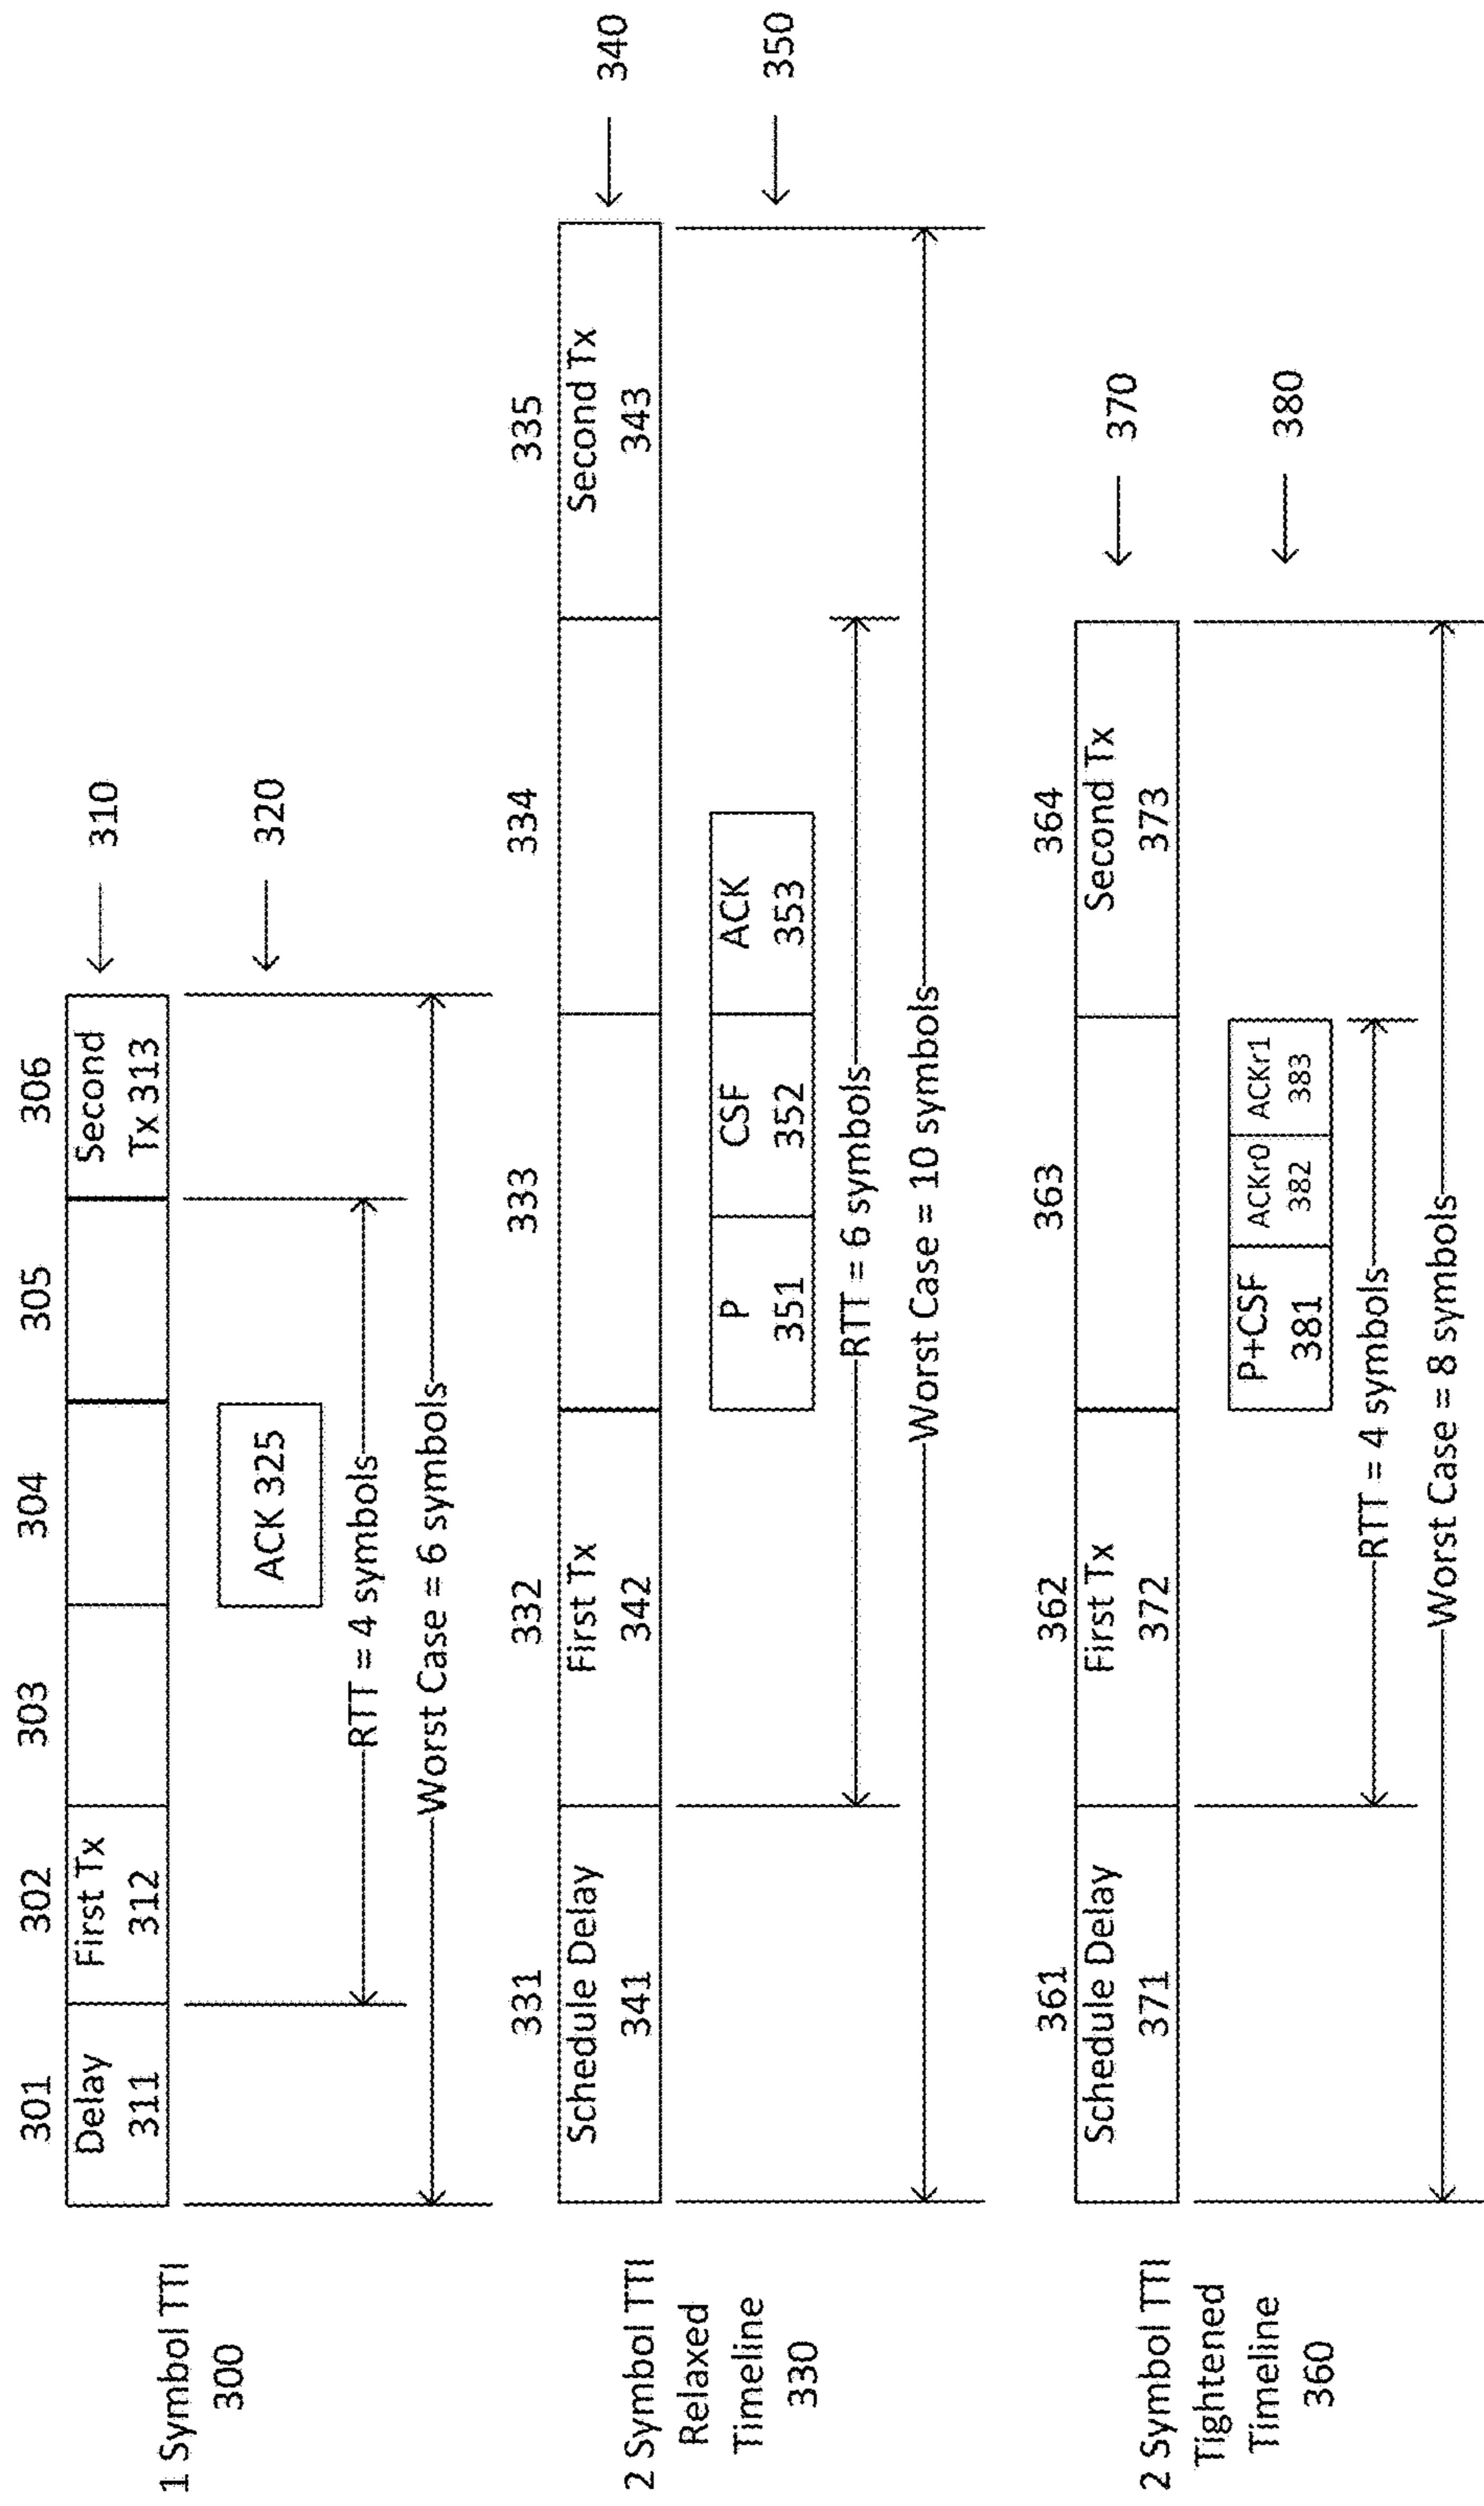 301 302 303 304 305 306
Delay
311
First Tx
312
Second
Tx 313
310
320
ACK 325
RTT = 4 symbols
Worst Case = 6 symbols
1 Symbol TTI
300
331 332 333 334 335
Schedule Delay
341
First Tx
342
Second Tx
343
340
350
P
351
CSF
352
ACK
353
RTT = 6 symbols
Worst Case = 10 symbols
2 Symbol TTI
Relaxed
Timeline
330
361 362 363 364
Schedule Delay
371
First Tx
372
Second Tx
373
370
380
P+CSF
381
ACKr0
382
ACKr1
383
RTT = 4 symbols
Worst Case = 8 symbols
2 Symbol TTI
Tightened
Timeline
360